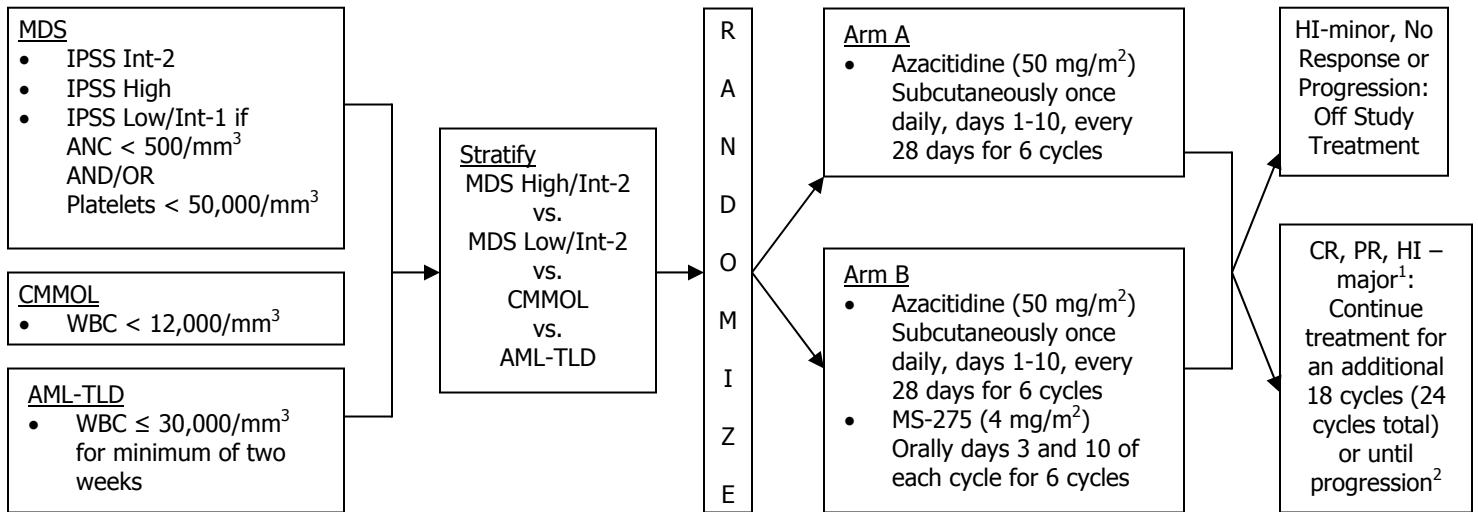 MDS
• IPSS Int-2
• IPSS High
• IPSS Low/Int-1 if
ANC < 500/mm³
AND/OR
Platelets < 50,000/mm³
CMMOL
• WBC < 12,000/mm³
AML-TLD
• WBC ≤ 30,000/mm³
for minimum of two
weeks
Stratify
MDS High/Int-2
vs.
MDS Low/Int-2
vs.
CMMOL
vs.
AML-TLD
R
A
N
D
O
M
I
Z
E
Arm A
• Azacitidine (50 mg/m²)
Subcutaneously once
daily, days 1-10, every
28 days for 6 cycles
Arm B
• Azacitidine (50 mg/m²)
Subcutaneously once
daily, days 1-10, every
28 days for 6 cycles
• MS-275 (4 mg/m²)
Orally days 3 and 10 of
each cycle for 6 cycles
HI-minor, No
Response or
Progression:
Off Study
Treatment
CR, PR, HI –
major¹:
Continue
treatment for
an additional
18 cycles (24
cycles total)
or until
progression²